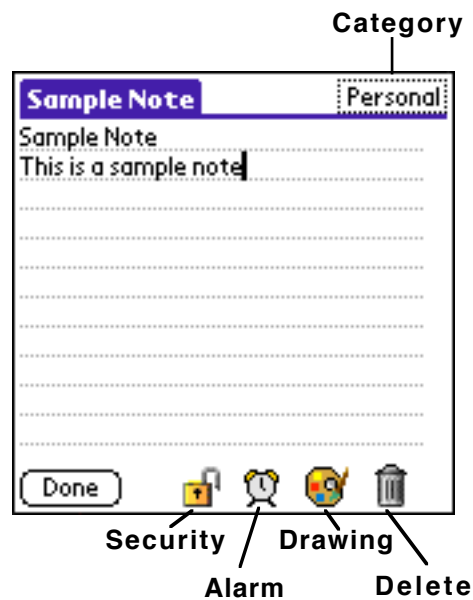 Category
Sample Note Personal
Sample Note
This is a sample note
Done
Security Drawing
Alarm Delete